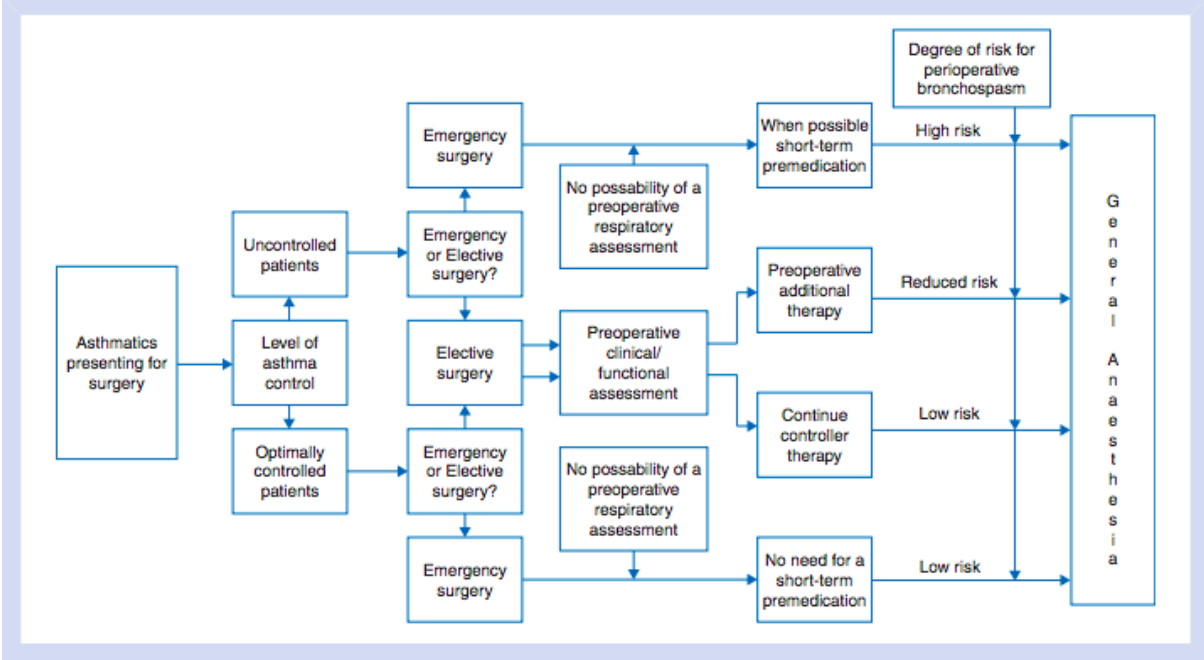 Asthmatics
presenting for
surgery
Uncontrolled
patients
Level of
asthma
control
Optimally
controlled
patients
Emergency
surgery
Emergency
or Elective
surgery?
Elective
surgery
Emergency
or Elective
surgery?
Emergency
surgery
No possability of a
preoperative
respiratory
assessment
Preoperative
clinical/
functional
assessment
No possability of a
preoperative
respiratory
assessment
When possible
short-term
premedication
Preoperative
additional
therapy
Continue
controller
therapy
No need for a
short-term
premedication
Degree of risk for
perioperative
bronchospasm
High risk
Reduced risk
Low risk
Low risk
General Anaesthesia